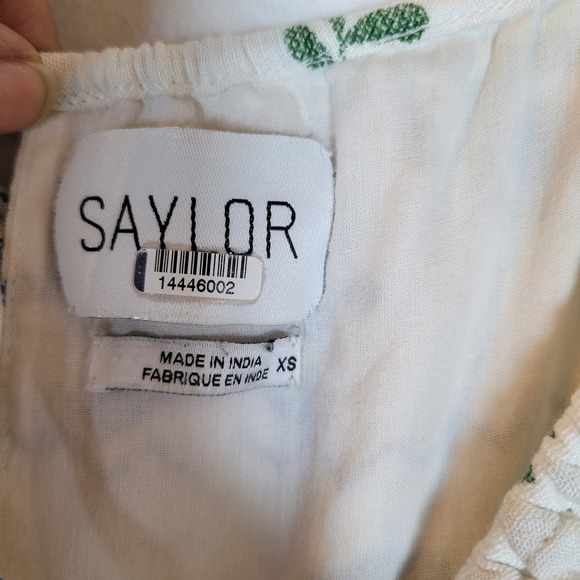 SAYLOR
14446002
MADE IN INDIA XS
FABRIQUE EN INDE